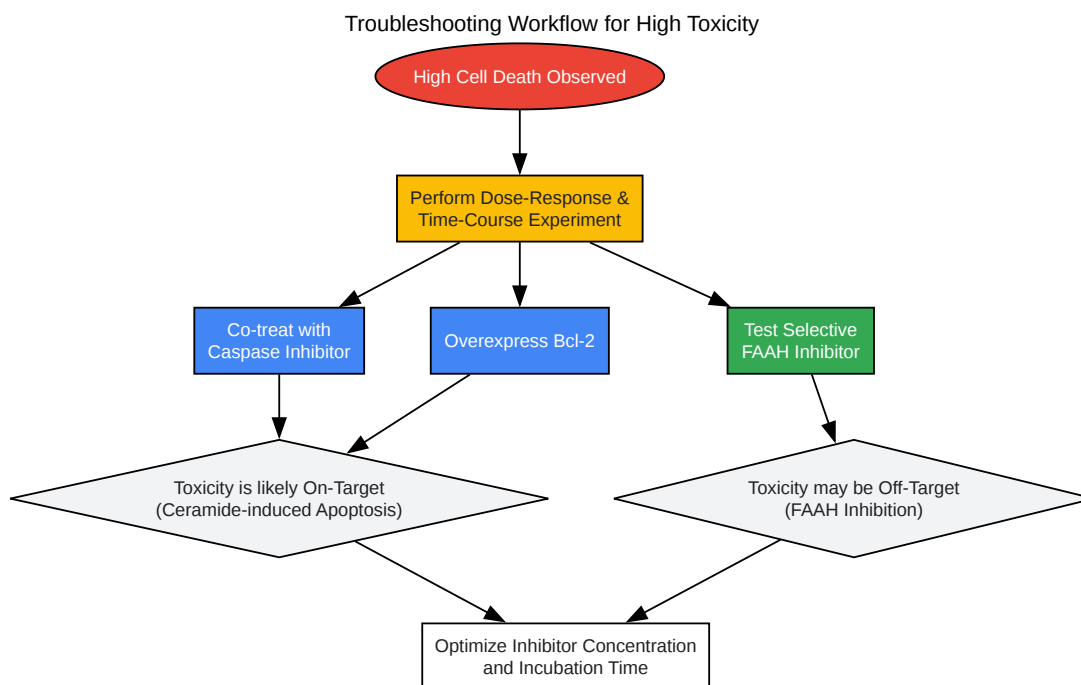 Troubleshooting Workflow for High Toxicity
High Cell Death Observed
Perform Dose-Response &
Time-Course Experiment
Co-treat with
Caspase Inhibitor
Overexpress Bcl-2
Test Selective
FAAH Inhibitor
Toxicity is likely On-Target
(Ceramide-induced Apoptosis)
Toxicity may be Off-Target
(FAAH Inhibition)
Optimize Inhibitor Concentration
and Incubation Time